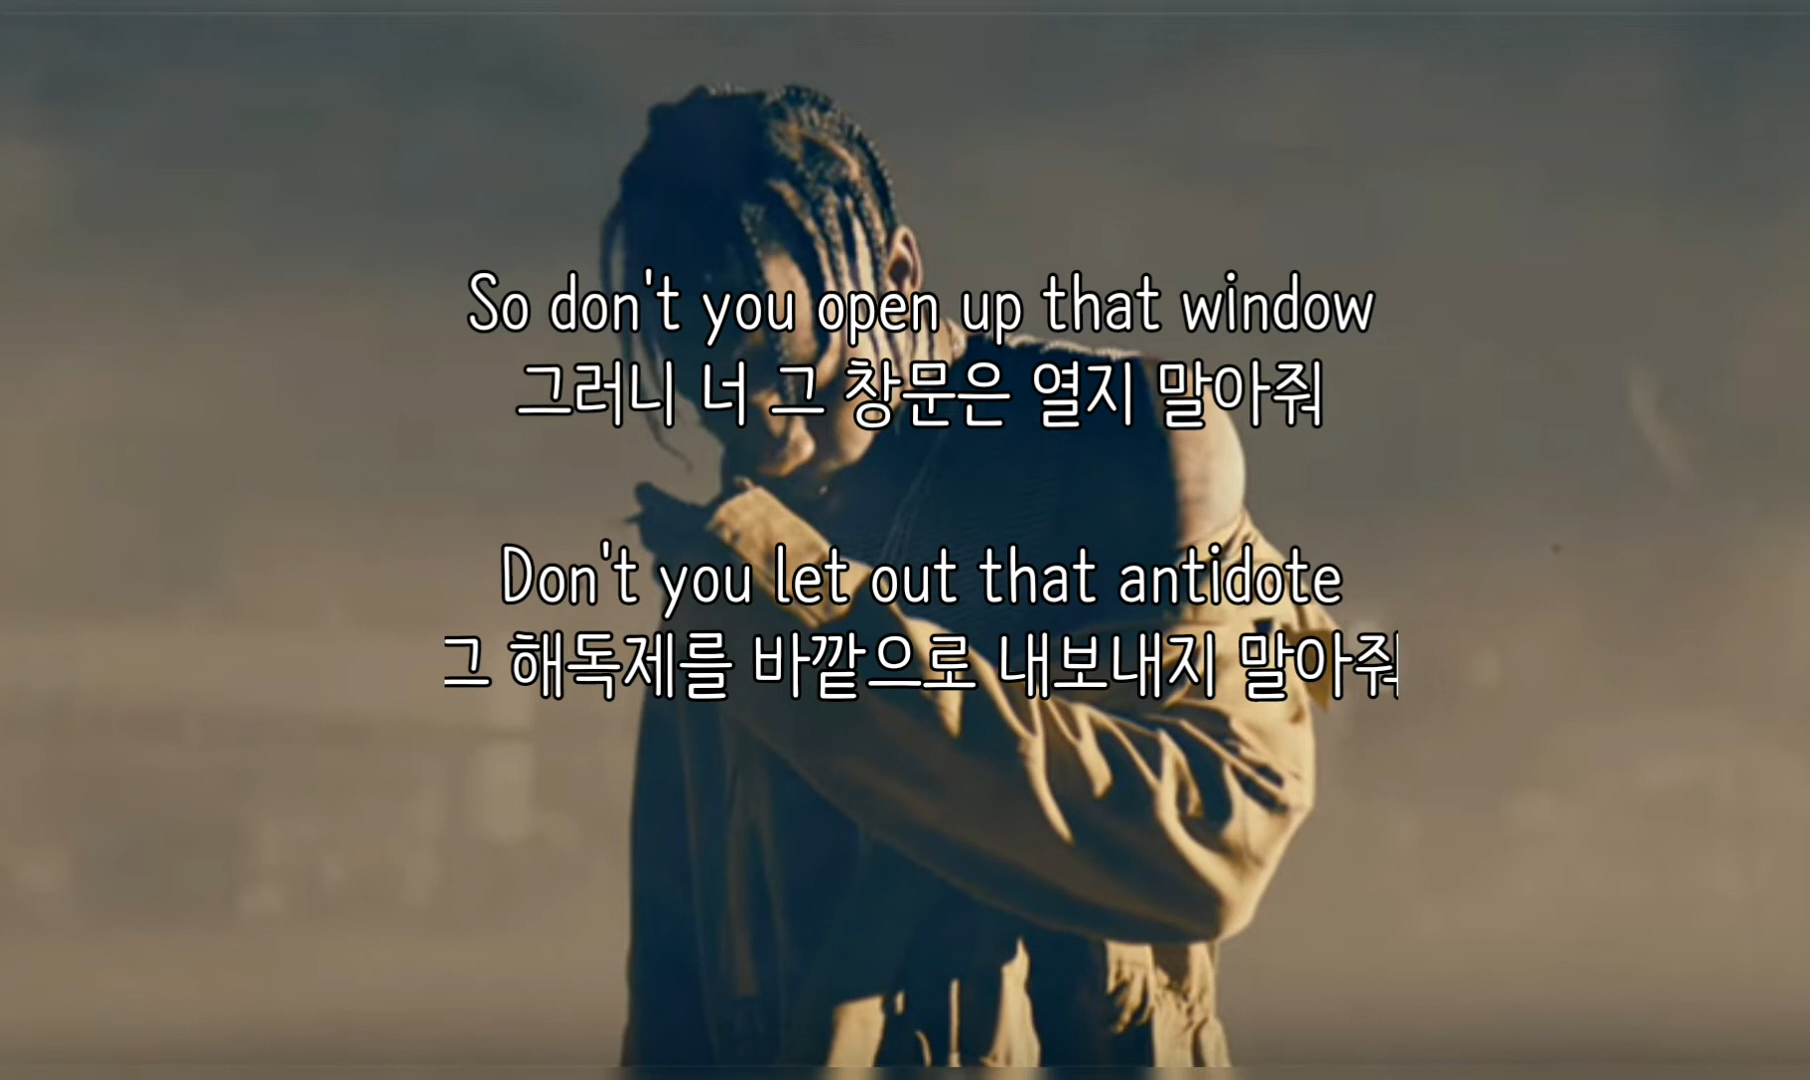 So don't you open up that window
그러니 너 그 창문은 열지 말아줘
Don't you let out that antidote
그 해독제를 바깥으로 내보내지 말아줘